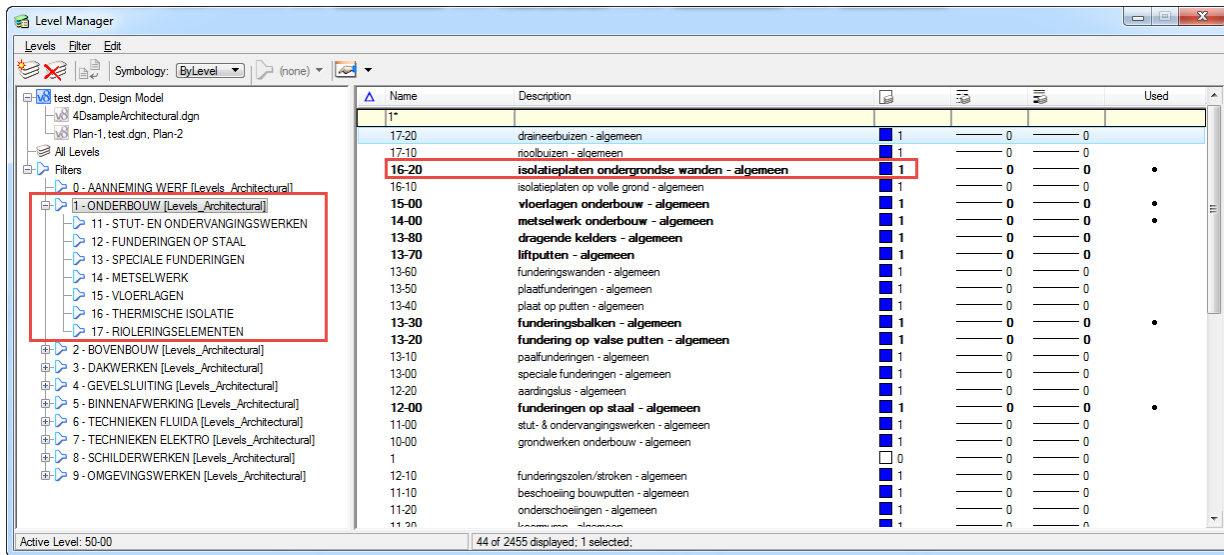 Level Manager
Levels Filter Edit
Symbology: ByLevel (none)
test.dgn, Design Model
4DsampleArchitectural.dgn
Plan-1, test.dgn, Plan-2
All Levels
Filters
0 - AANNEMING WERF [Levels_Architectural]
1 - ONDERBOUW [Levels_Architectural]
11 - STUT- EN ONDERVANGINGSWERKEN
12 - FUNDERINGEN OP STAAL
13 - SPECIALE FUNDERINGEN
14 - METSELWERK
15 - VLOERLAGEN
16 - THERMISCHE ISOLATIE
17 - RIOLERINGSELEMENTEN
2 - BOVENBOUW [Levels_Architectural]
3 - DAKWERKEN [Levels_Architectural]
4 - GEVELSLUITING [Levels_Architectural]
5 - BINNENAFWERKING [Levels_Architectural]
6 - TECHNIEKEN FLUIDA [Levels_Architectural]
7 - TECHNIEKEN ELEKTRO [Levels_Architectural]
8 - SCHILDERWERKEN [Levels_Architectural]
9 - OMGEVINGSWERKEN [Levels_Architectural]
Name Description Used
1*
17-20 draineerbuizen - algemeen 1 0 0
17-10 rioolbuizen - algemeen 1 0 0
16-20 isolatieplaten ondergrondse wanden - algemeen 1 0 0
16-10 isolatieplaten op volle grond - algemeen 1 0 0
15-00 vloerlagen onderbouw - algemeen 1 0 0
14-00 metselwerk onderbouw - algemeen 1 0 0
13-80 dragende kelders - algemeen 1 0 0
13-70 liftputten - algemeen 1 0 0
13-60 funderingswanden - algemeen 1 0 0
13-50 plaatfunderingen - algemeen 1 0 0
13-40 plaat op putten - algemeen 1 0 0
13-30 funderingsbalken - algemeen 1 0 0
13-20 fundering op valse putten - algemeen 1 0 0
13-10 paalfunderingen - algemeen 1 0 0
13-00 speciale funderingen - algemeen 1 0 0
12-20 aardingslus - algemeen 1 0 0
12-00 funderingen op staal - algemeen 1 0 0
11-00 stut- & ondervangingswerken - algemeen 1 0 0
10-00 grondwerken onderbouw - algemeen 1 0 0
1 0 0 0
12-10 funderingszolen/stroken - algemeen 1 0 0
11-10 beschoeiing bouwputten - algemeen 1 0 0
11-20 onderschoeiingen - algemeen 1 0 0
11-30 keermuren - algemeen 1 0 0
Active Level: 50-00
44 of 2455 displayed; 1 selected;